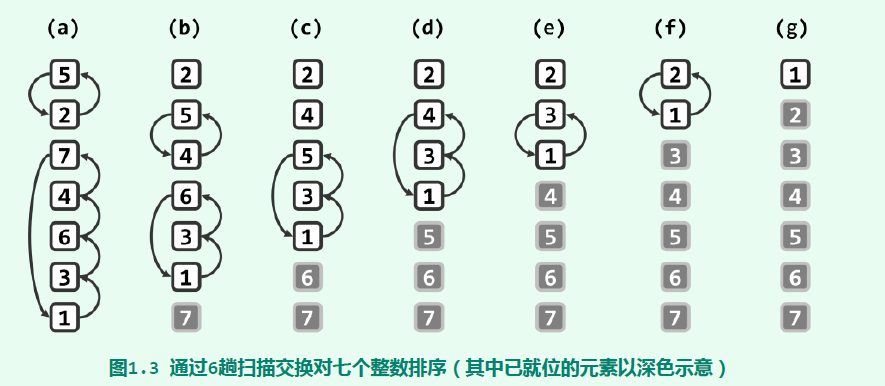 (a) (b) (c) (d) (e) (f) (g)
5 2 2 2 2 2 1
2 5 4 4 3 1 2
7 4 5 3 1 3 3
4 6 3 1 4 4 4
6 3 1 5 5 5 5
3 1 6 6 6 6 6
1 7 7 7 7 7 7
图1.3 通过6趟扫描交换对七个整数排序（其中已就位的元素以深色示意）